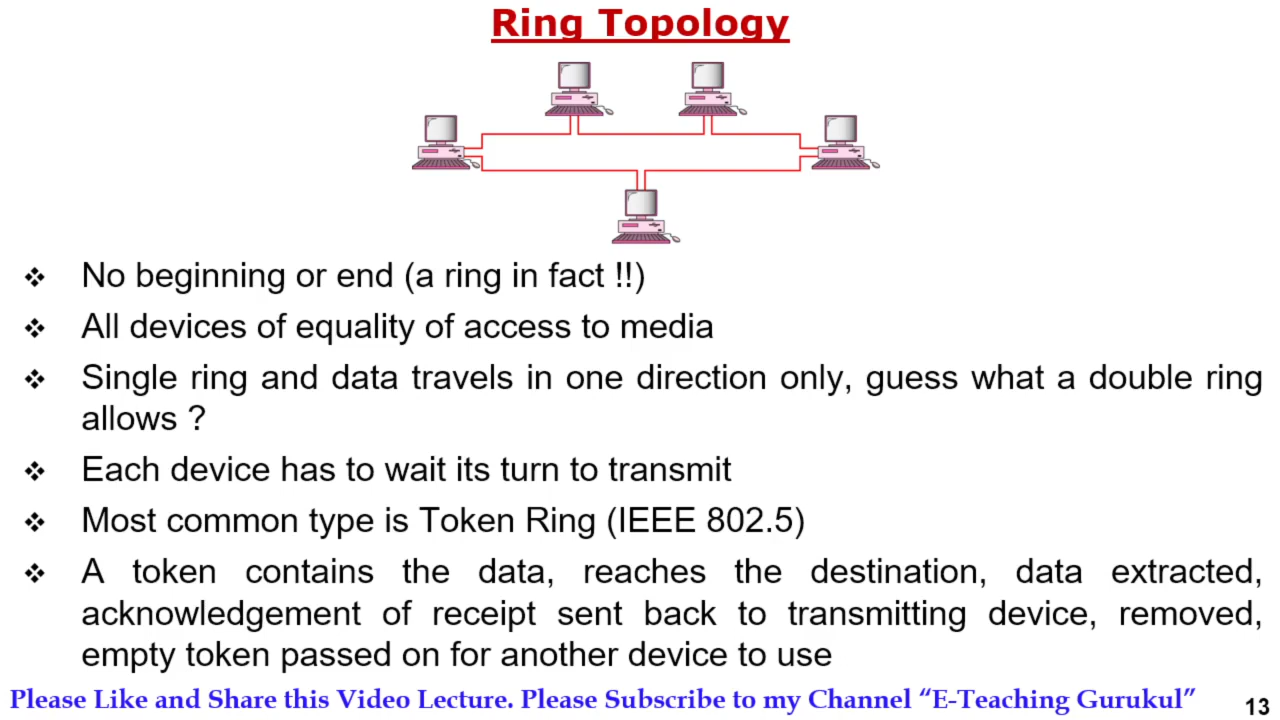 Ring Topology
❖ No beginning or end (a ring in fact !!)
❖ All devices of equality of access to media
❖ Single ring and data travels in one direction only, guess what a double ring
allows ?
❖ Each device has to wait its turn to transmit
❖ Most common type is Token Ring (IEEE 802.5)
❖ A token contains the data, reaches the destination, data extracted,
acknowledgement of receipt sent back to transmitting device, removed,
empty token passed on for another device to use
Please Like and Share this Video Lecture. Please Subscribe to my Channel “E-Teaching Gurukul”
13